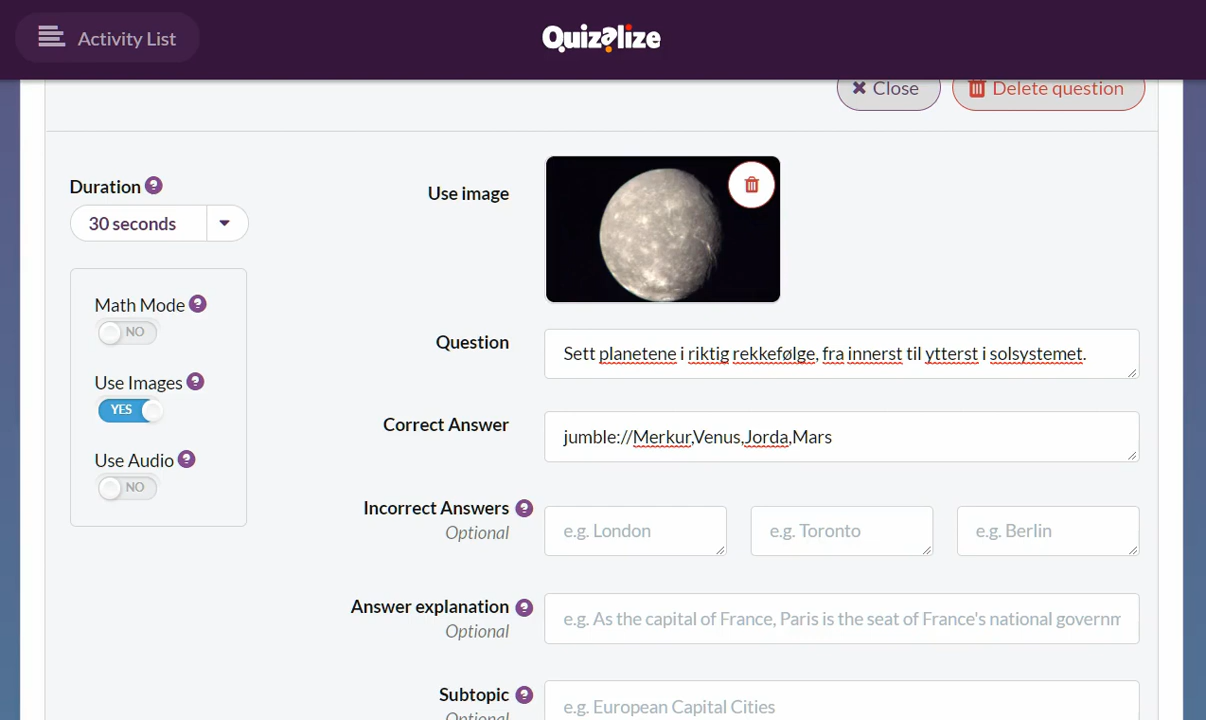 Activity List
Quizalize
Close
Delete question
Duration ?
30 seconds
Use image
Math Mode ?
NO
Use Images ?
YES
Use Audio ?
NO
Question
Sett planetene i riktig rekkefølge, fra innerst til ytterst i solsystemet.
Correct Answer
jumble://Merkur,Venus,Jorda,Mars
Incorrect Answers ?
Optional
e.g. London
e.g. Toronto
e.g. Berlin
Answer explanation ?
Optional
e.g. As the capital of France, Paris is the seat of France's national governm
Subtopic ?
Optional
e.g. European Capital Cities